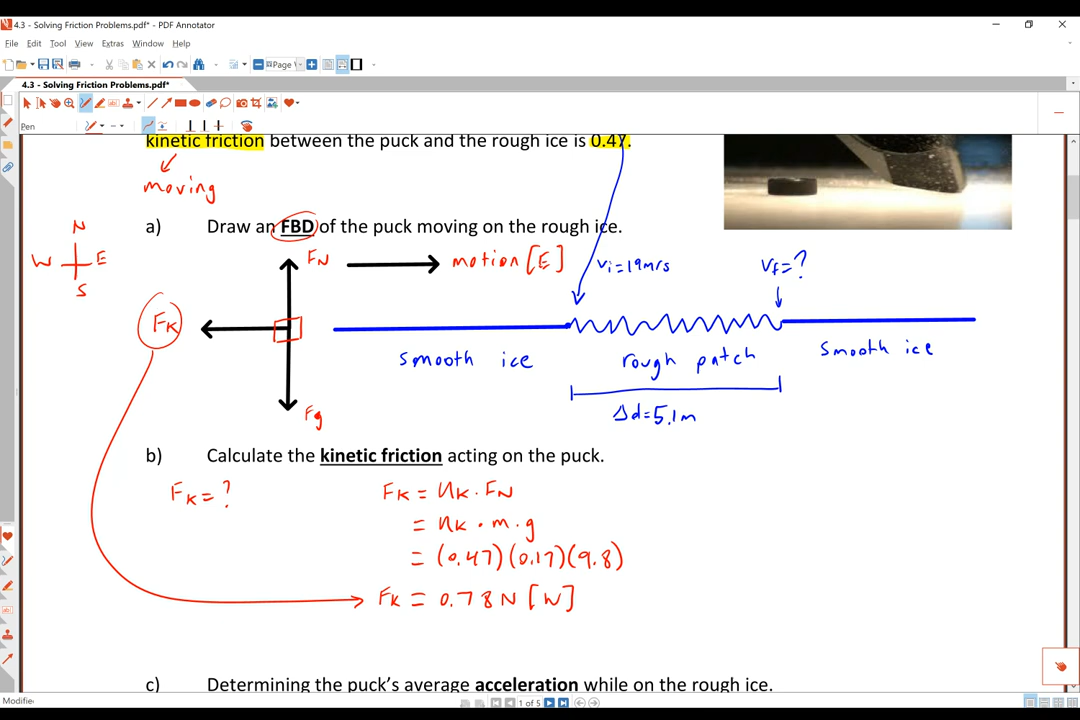 4.3 - Solving Friction Problems.pdf* - PDF Annotator
File Edit Tool View Extras Window Help
Page
4.3 - Solving Friction Problems.pdf*
Pen
kinetic friction between the puck and the rough ice is 0.47.
moving
a) Draw an FBD of the puck moving on the rough ice.
N
W E
S
FN
motion [E]
vi=19m/s
vf=?
FK
smooth ice
rough patch
smooth ice
Fg
Δd=5.1m
b) Calculate the kinetic friction acting on the puck.
FK = ?
FK = μK · FN
= μK · m · g
= (0.47)(0.17)(9.8)
FK = 0.78 N [W]
c) Determining the puck's average acceleration while on the rough ice.
Modifie
1 of 5